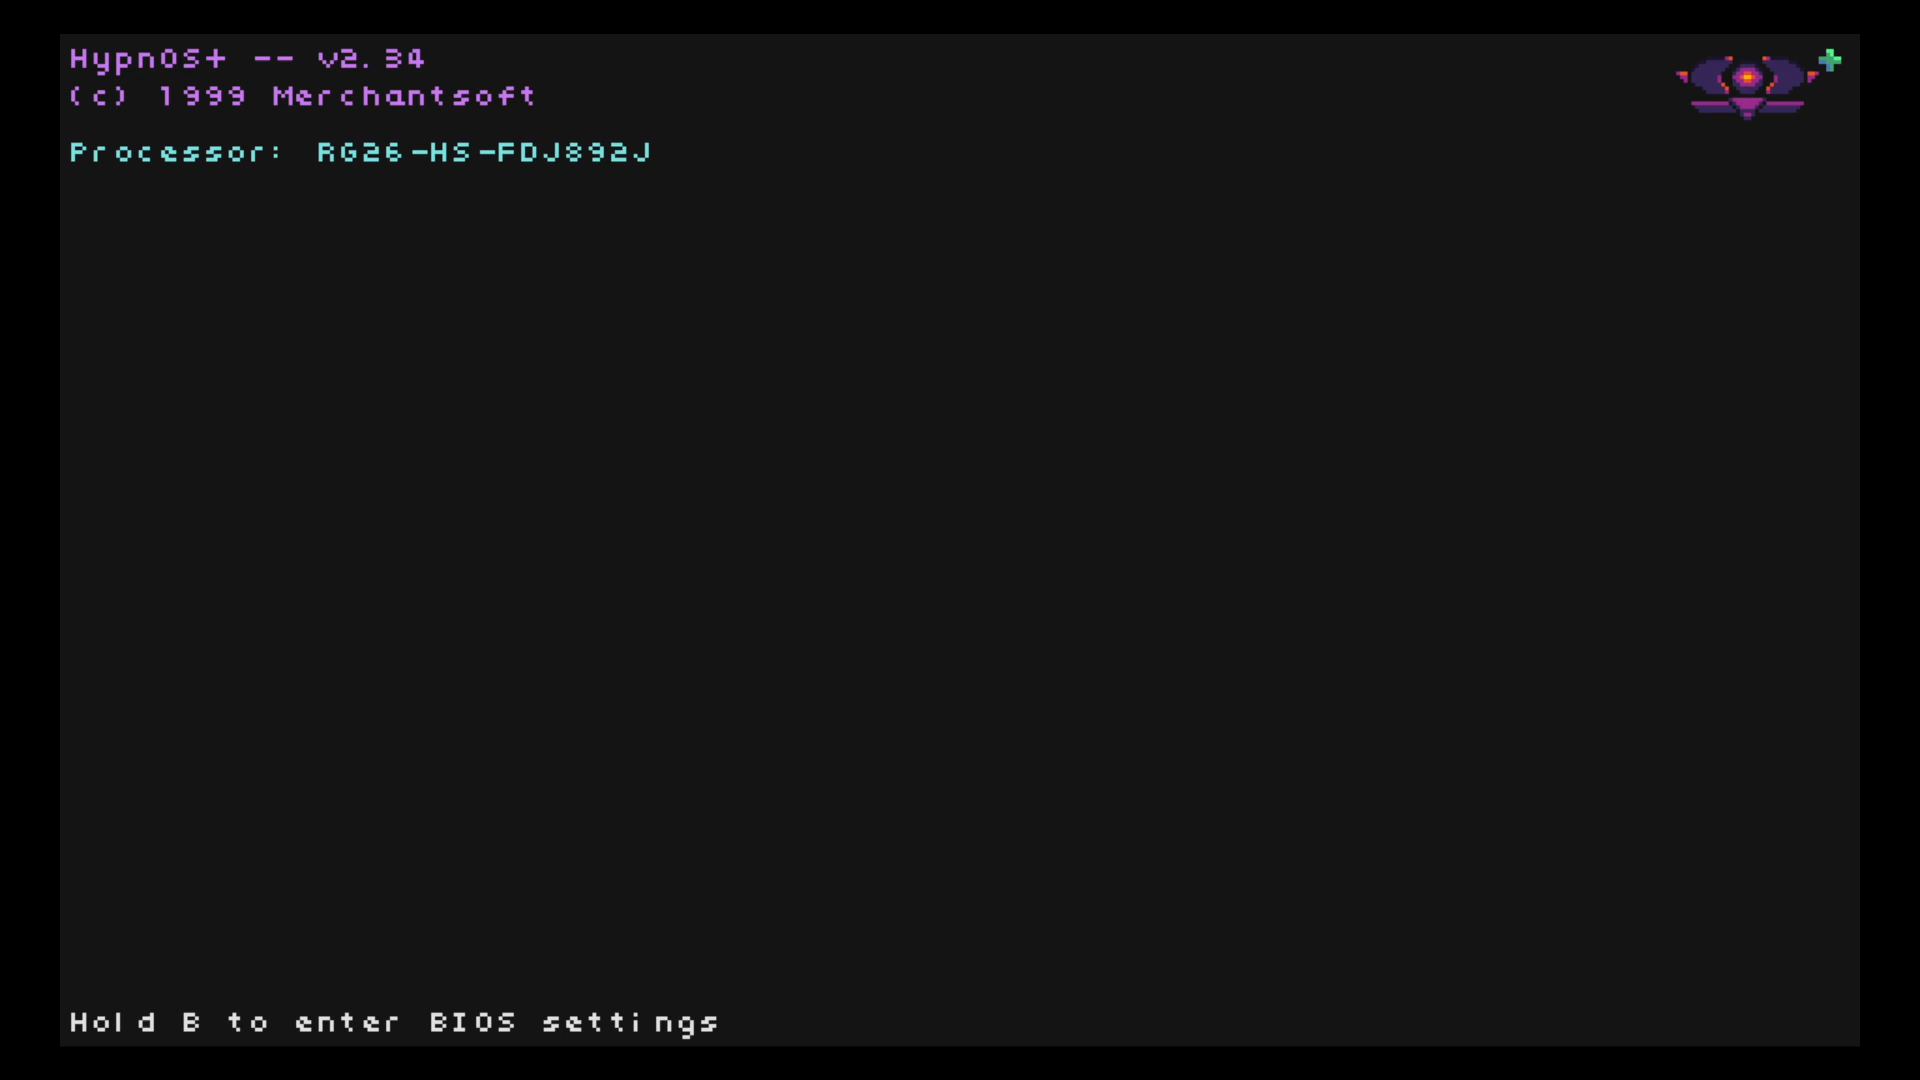 HypnOS+ -- v2.34
(c) 1999 Merchantsoft
Processor: RG26-HS-FDJ892J
Hold B to enter BIOS settings